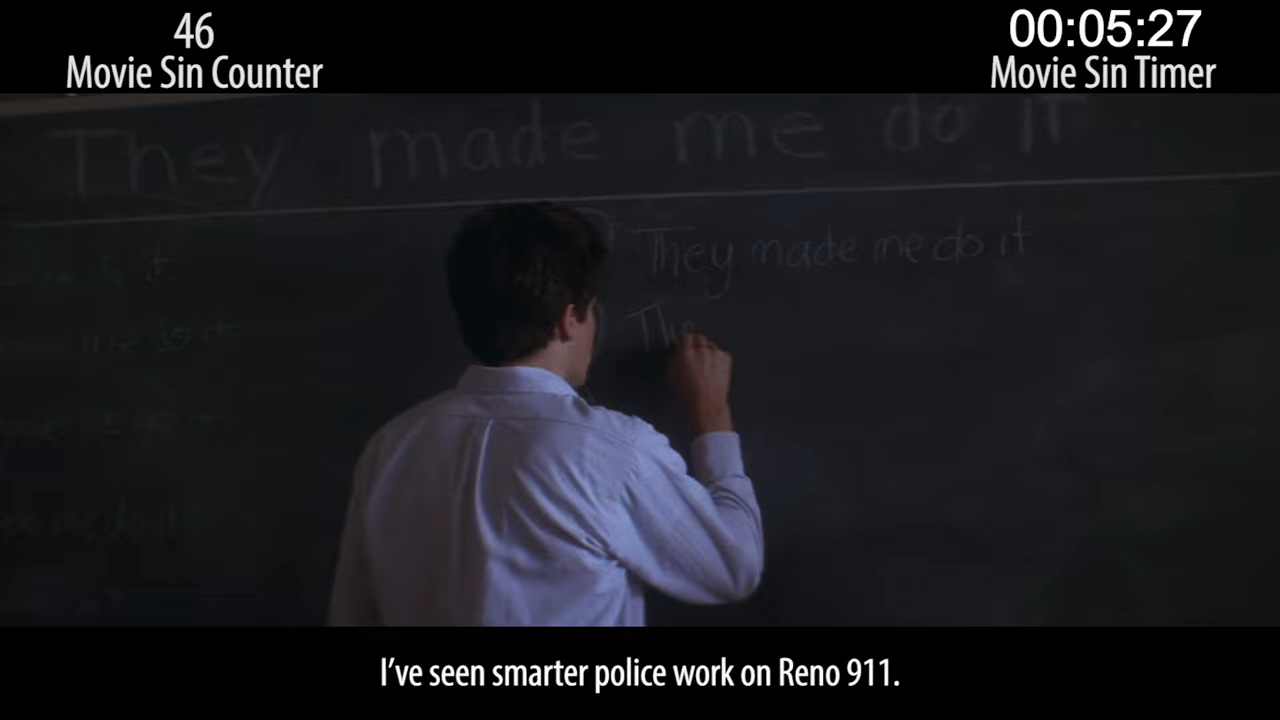 46
Movie Sin Counter
00:05:27
Movie Sin Timer
They made me do it
They made me do it
The
I've seen smarter police work on Reno 911.